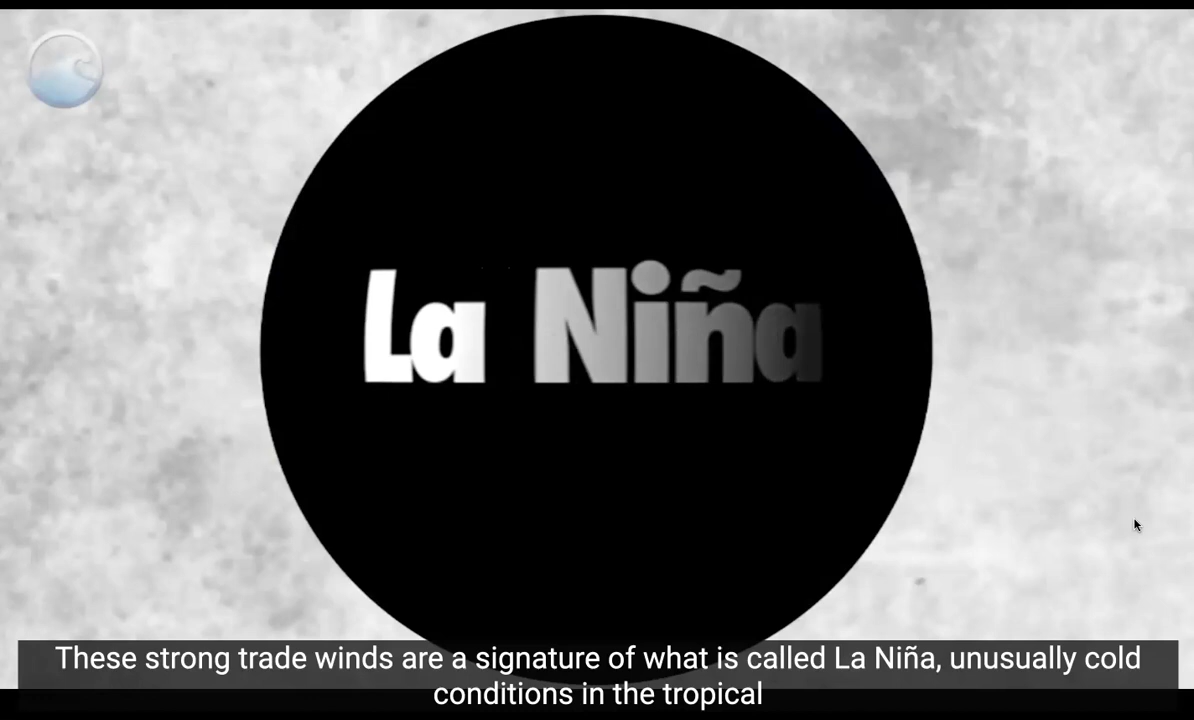 La Niña
These strong trade winds are a signature of what is called La Niña, unusually cold
conditions in the tropical